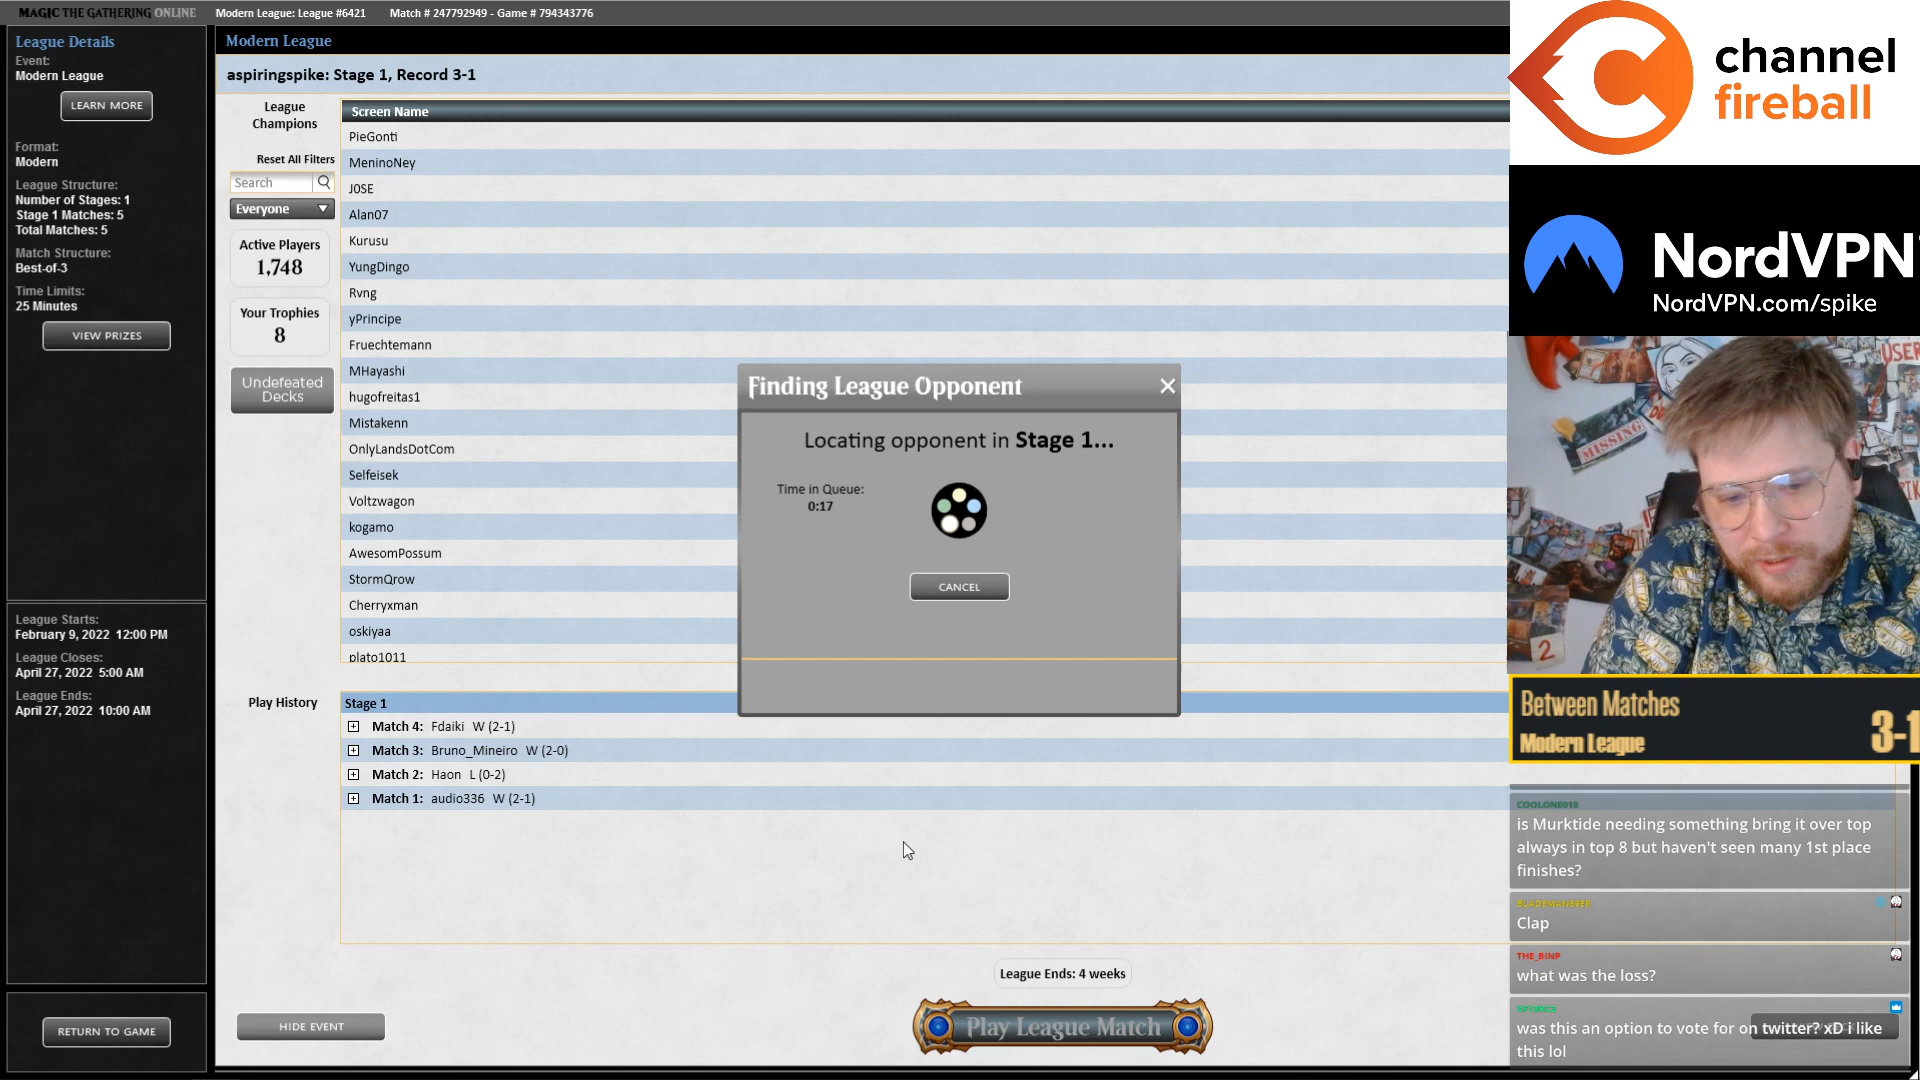 MAGIC THE GATHERING ONLINE
Modern League: League #6421
Match # 247792949 - Game # 794343776
League Details
Event:
Modern League
LEARN MORE
Format:
Modern
League Structure:
Number of Stages: 1
Stage 1 Matches: 5
Total Matches: 5
Match Structure:
Best-of-3
Time Limits:
25 Minutes
VIEW PRIZES
League Starts:
February 9, 2022 12:00 PM
League Closes:
April 27, 2022 5:00 AM
League Ends:
April 27, 2022 10:00 AM
RETURN TO GAME
Modern League
aspiringspike: Stage 1, Record 3-1
League
Champions
Reset All Filters
Search
Everyone
Active Players
1,748
Your Trophies
8
Undefeated
Decks
Screen Name
PieGonti
MeninoNey
J0SE
Alan07
Kurusu
YungDingo
Rvng
yPrincipe
Fruechtemann
MHayashi
hugofreitas1
Mistakenn
OnlyLandsDotCom
Selfeisek
Voltzwagon
kogamo
AwesomPossum
StormQrow
Cherryxman
oskiyaa
plato1011
Finding League Opponent
Locating opponent in Stage 1...
Time in Queue:
0:17
CANCEL
Play History
Stage 1
Match 4: Fdaiki W (2-1)
Match 3: Bruno_Mineiro W (2-0)
Match 2: Haon L (0-2)
Match 1: audio336 W (2-1)
League Ends: 4 weeks
HIDE EVENT
Play League Match
channel
fireball
NordVPN
NordVPN.com/spike
MISSING
USER
2
Between Matches
Modern League
3-1
COOLONE010
is Murktide needing something bring it over top
always in top 8 but haven't seen many 1st place
finishes?
Clap
THE_BINP
what was the loss?
was this an option to vote for on twitter? xD i like
this lol